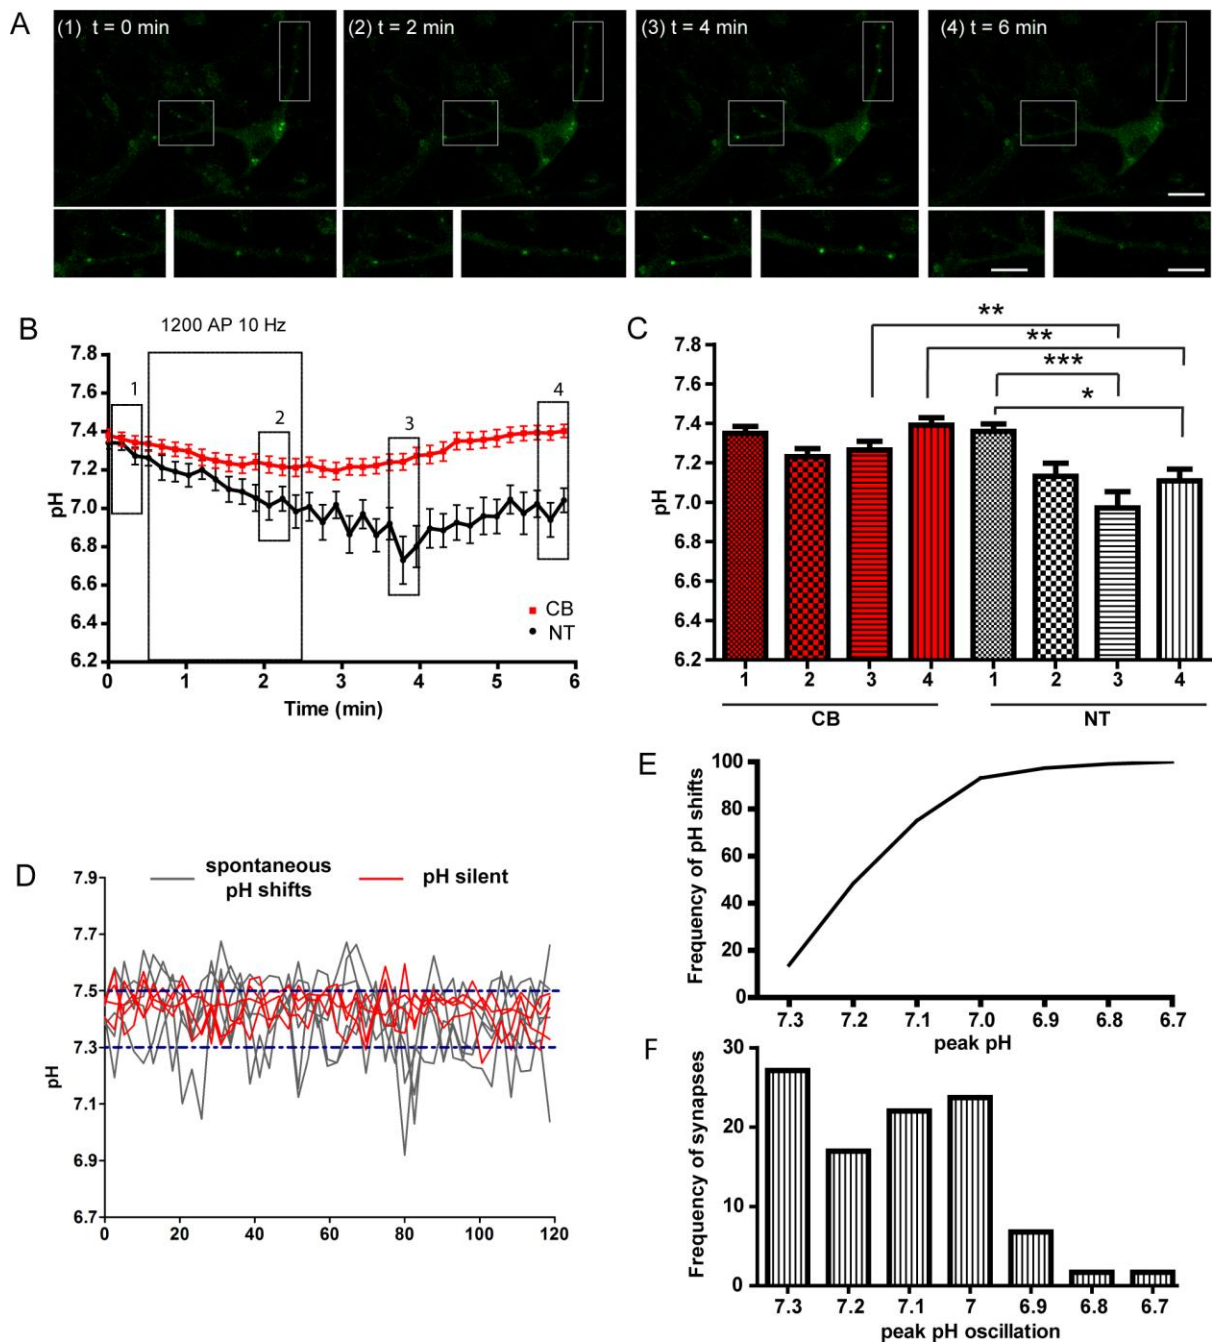 A
(1) t = 0 min
(2) t = 2 min
(3) t = 4 min
(4) t = 6 min
B
1200 AP 10 Hz
7.8
7.6
7.4
7.2
7.0
6.8
6.6
6.4
6.2
pH
1
2
3
4
CB
NT
0 1 2 3 4 5 6
Time (min)
C
**
**
***
*
7.8
7.6
7.4
7.2
7.0
6.8
6.6
6.4
6.2
pH
1 2 3 4 1 2 3 4
CB NT
D
spontaneous
pH shifts
pH silent
7.9
7.7
7.5
7.3
7.1
6.9
6.7
pH
0 20 40 60 80 100 120
E
Frequency of pH shifts
100
80
60
40
20
0
7.3 7.2 7.1 7.0 6.9 6.8 6.7
peak pH
F
Frequency of synapses
30
20
10
0
7.3 7.2 7.1 7 6.9 6.8 6.7
peak pH oscillation